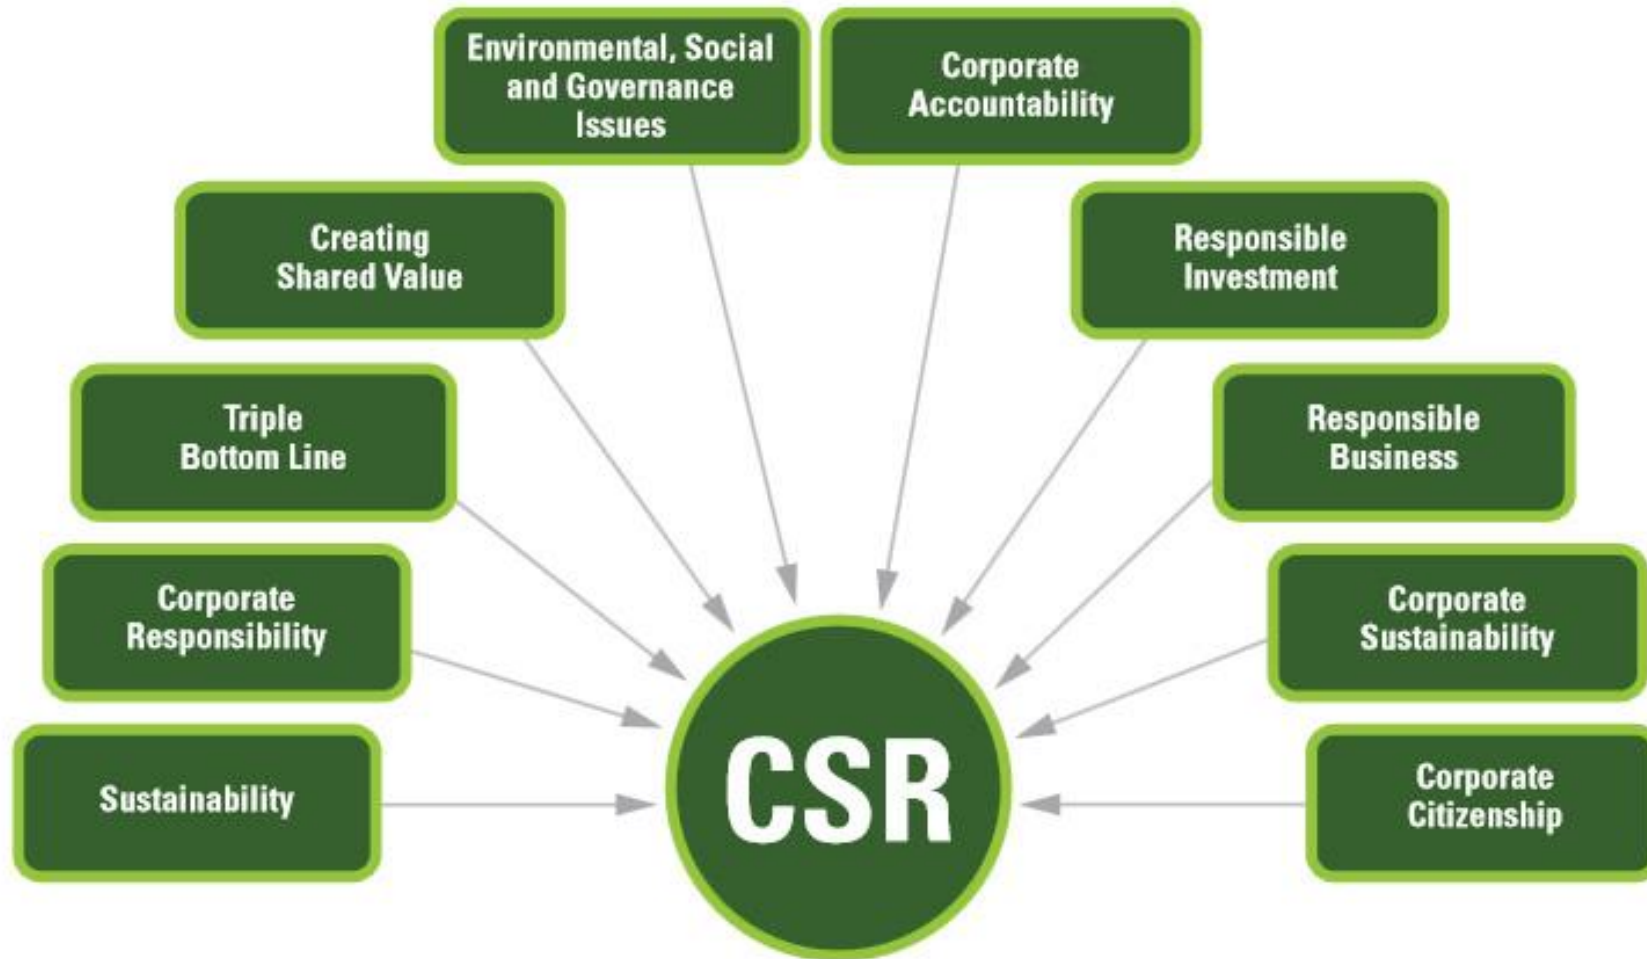 Environmental, Social
and Governance
Issues
Corporate
Accountability
Creating
Shared Value
Responsible
Investment
Triple
Bottom Line
Responsible
Business
Corporate
Responsibility
Corporate
Sustainability
Sustainability
Corporate
Citizenship
CSR